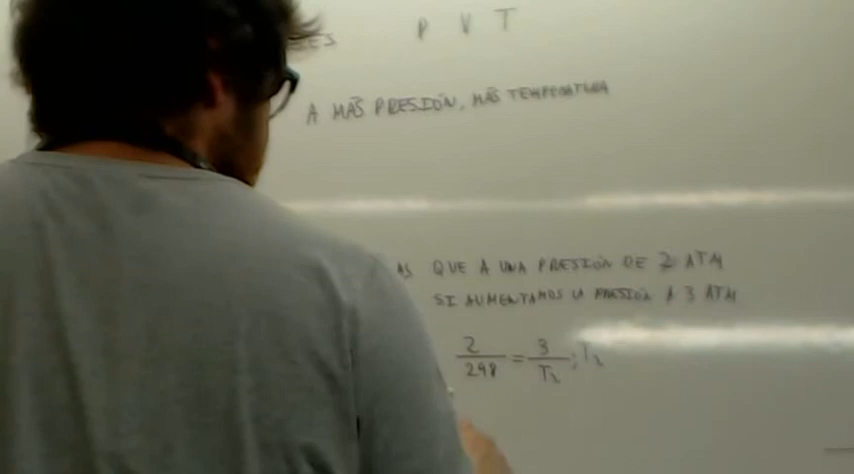 ES P V T
A MÁS PRESIÓN, MÁS TEMPERATURA
AS QUE A UNA PRESIÓN DE 2 ATM
SI AUMENTAMOS LA PRESIÓN A 3 ATM
2/298 = 3/T2 ; T2